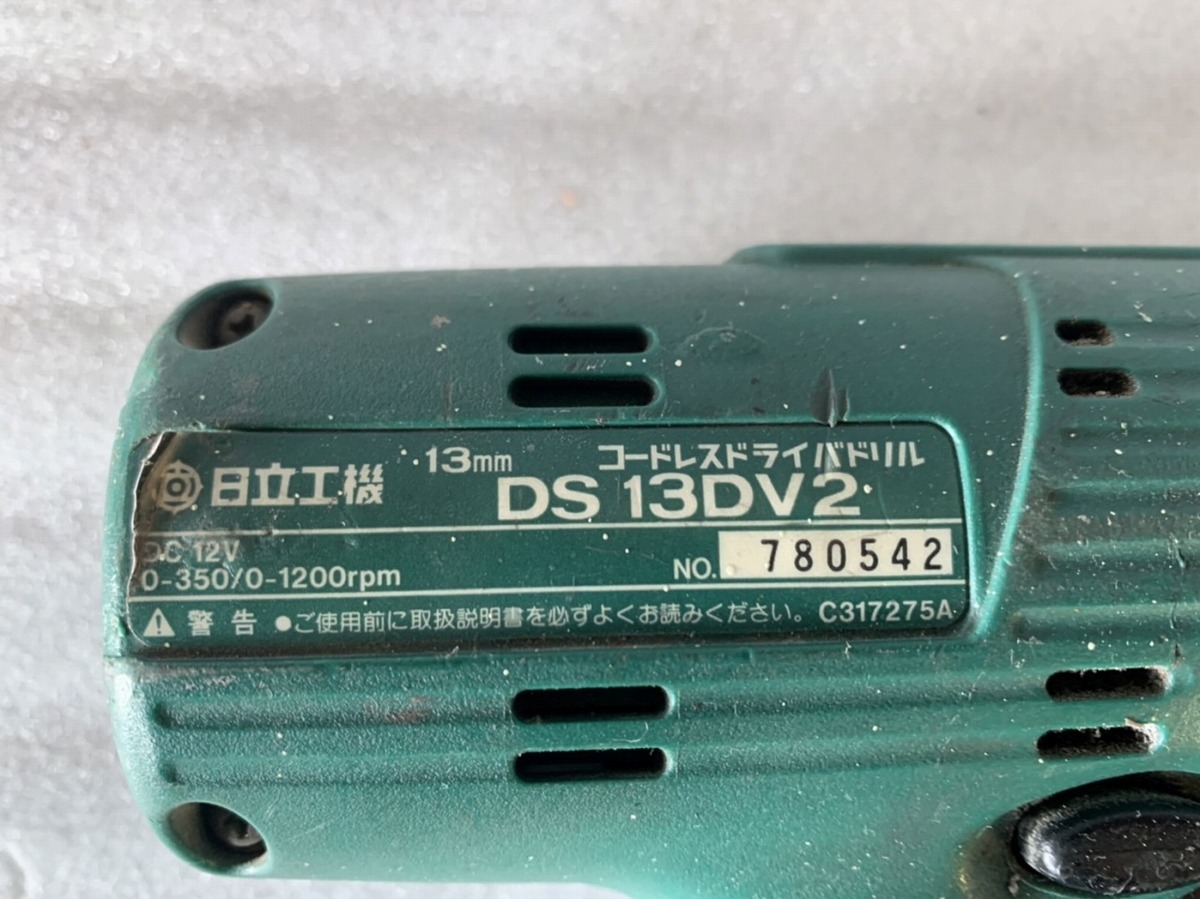 13mm コードレスドライバドリル
日立工機 DS 13DV2
DC 12V
0-350/0-1200rpm NO. 780542
警告 ●ご使用前に取扱説明書を必ずよくお読みください。 C317275A